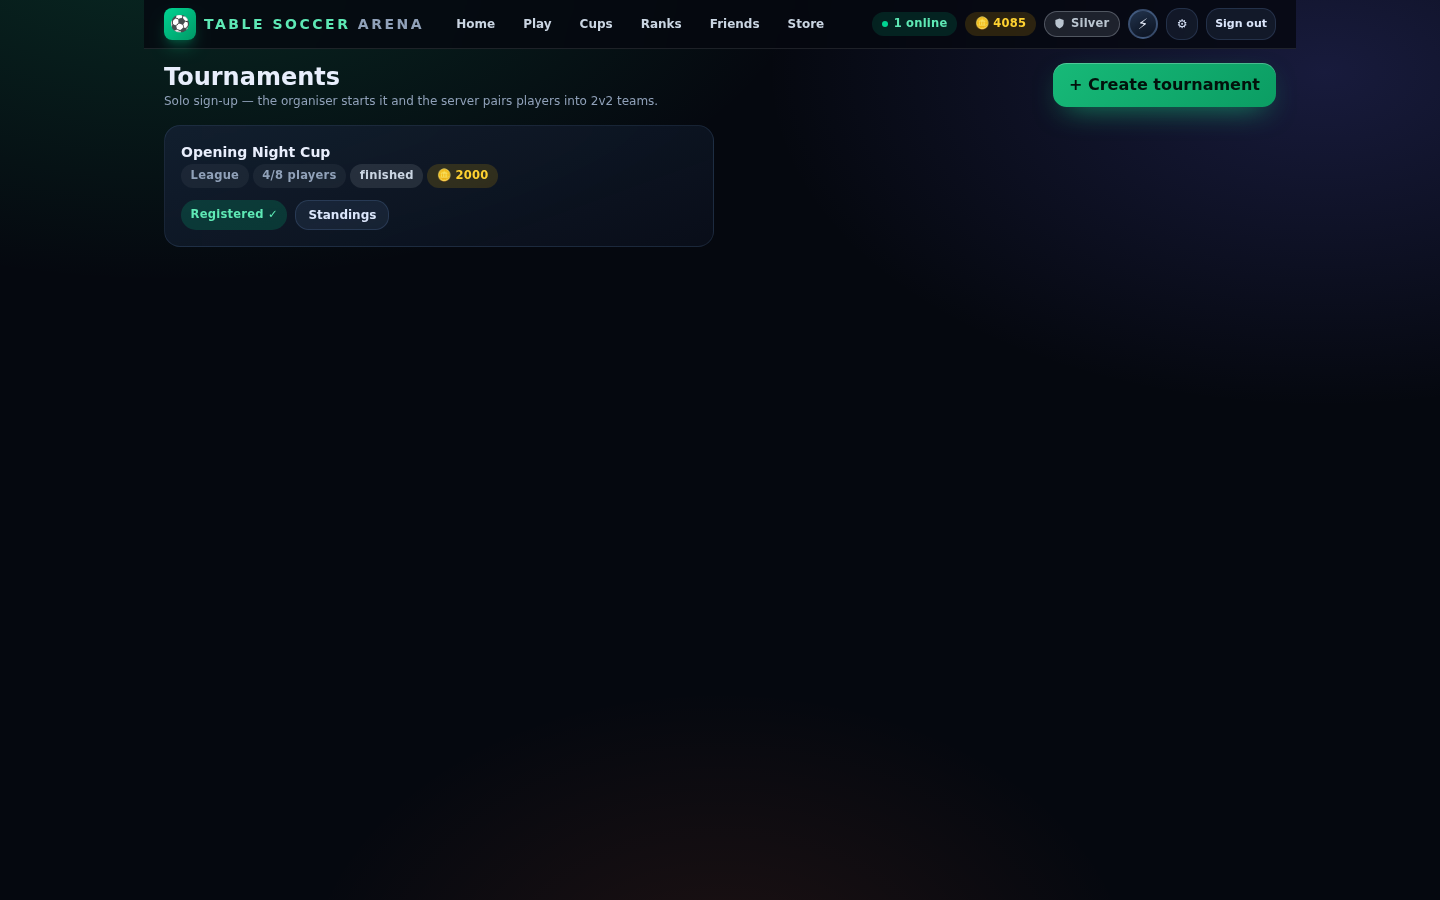 TABLE SOCCER ARENA Home Play Cups Ranks Friends Store 1 online 4085 Silver Sign out
Tournaments
+ Create tournament
Solo sign-up — the organiser starts it and the server pairs players into 2v2 teams.
Opening Night Cup
League 4/8 players finished 2000
Registered ✓ Standings